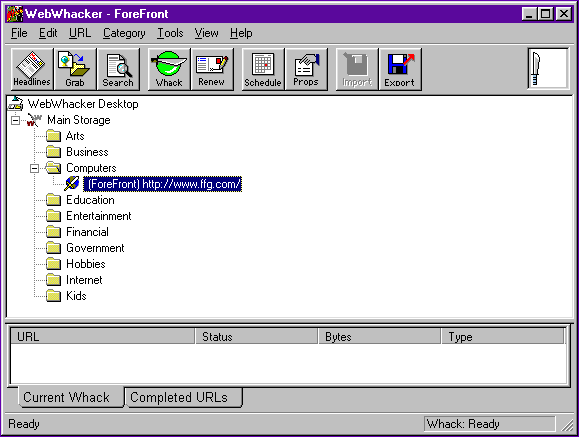 WebWhacker - ForeFront
File Edit URL Category Tools View Help
Headlines Grab Search Whack Renew Schedule Props Import Export
WebWhacker Desktop
Main Storage
Arts
Business
Computers
(ForeFront) http://www.ffg.com/
Education
Entertainment
Financial
Government
Hobbies
Internet
Kids
URL Status Bytes Type
Current Whack Completed URLs
Ready Whack: Ready